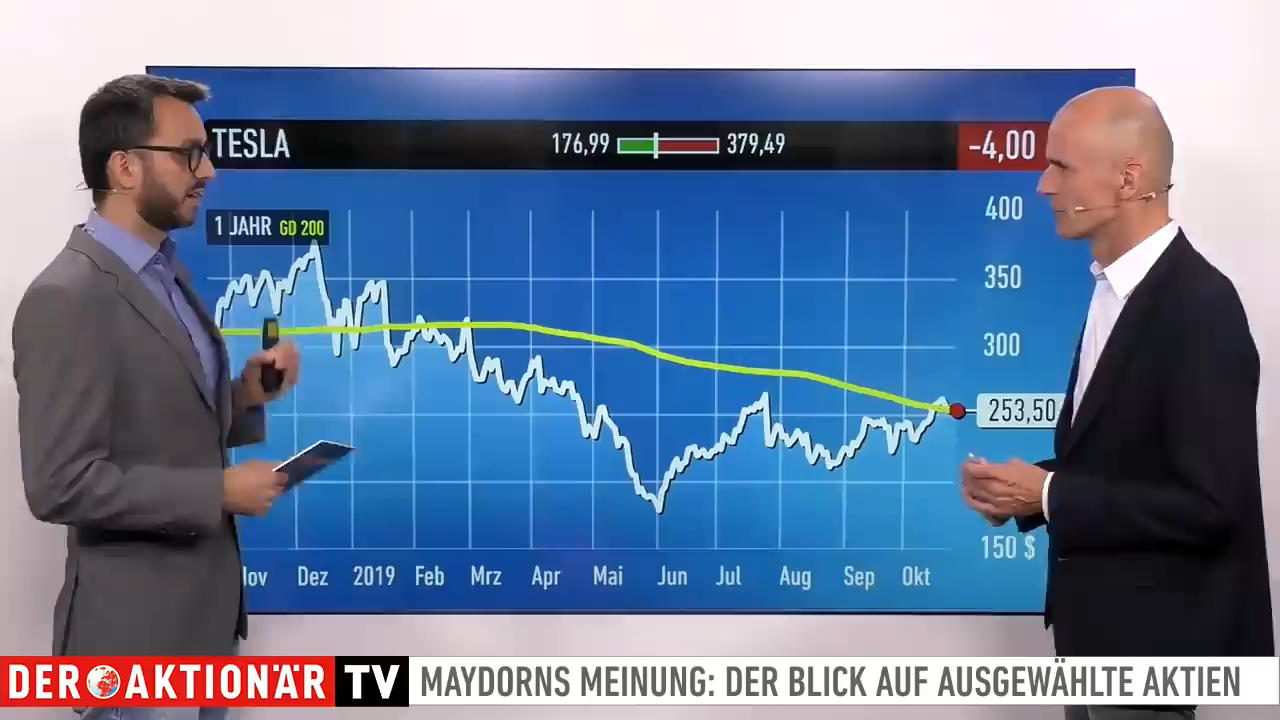 TESLA 176,99 379,49 -4,00
1 JAHR GD 200
400
350
300
253,50
150 $
Nov Dez 2019 Feb Mrz Apr Mai Jun Jul Aug Sep Okt
DER AKTIONÄR TV MAYDORNS MEINUNG: DER BLICK AUF AUSGEWÄHLTE AKTIEN